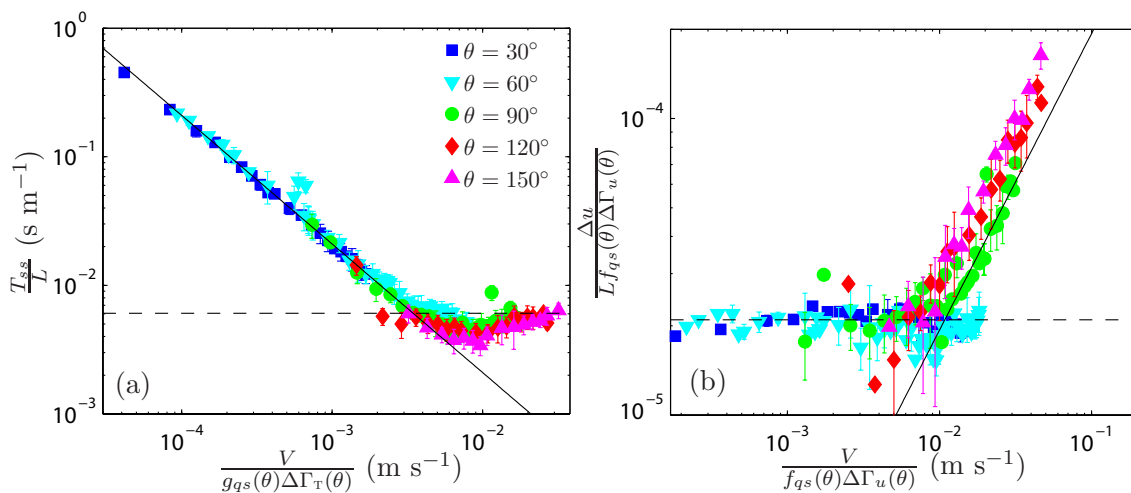 10⁰
10⁻¹
10⁻²
10⁻³
T_ss / L (s m⁻¹)
θ = 30°
θ = 60°
θ = 90°
θ = 120°
θ = 150°
(a)
10⁻⁴ 10⁻³ 10⁻²
V / g_qs(θ)ΔΓ_T(θ) (m s⁻¹)
10⁻⁴
10⁻⁵
Δu / L f_qs(θ)ΔΓ_u(θ)
(b)
10⁻³ 10⁻² 10⁻¹
V / f_qs(θ)ΔΓ_u(θ) (m s⁻¹)